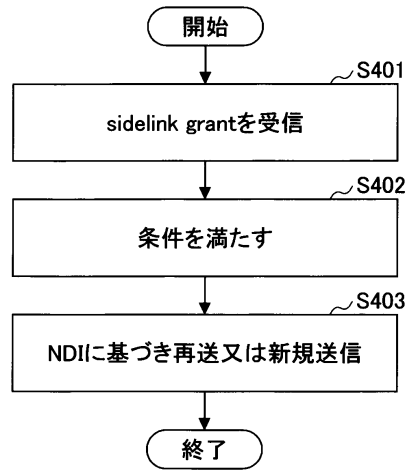 開始
S401
sidelink grantを受信
S402
条件を満たす
S403
NDIに基づき再送又は新規送信
終了